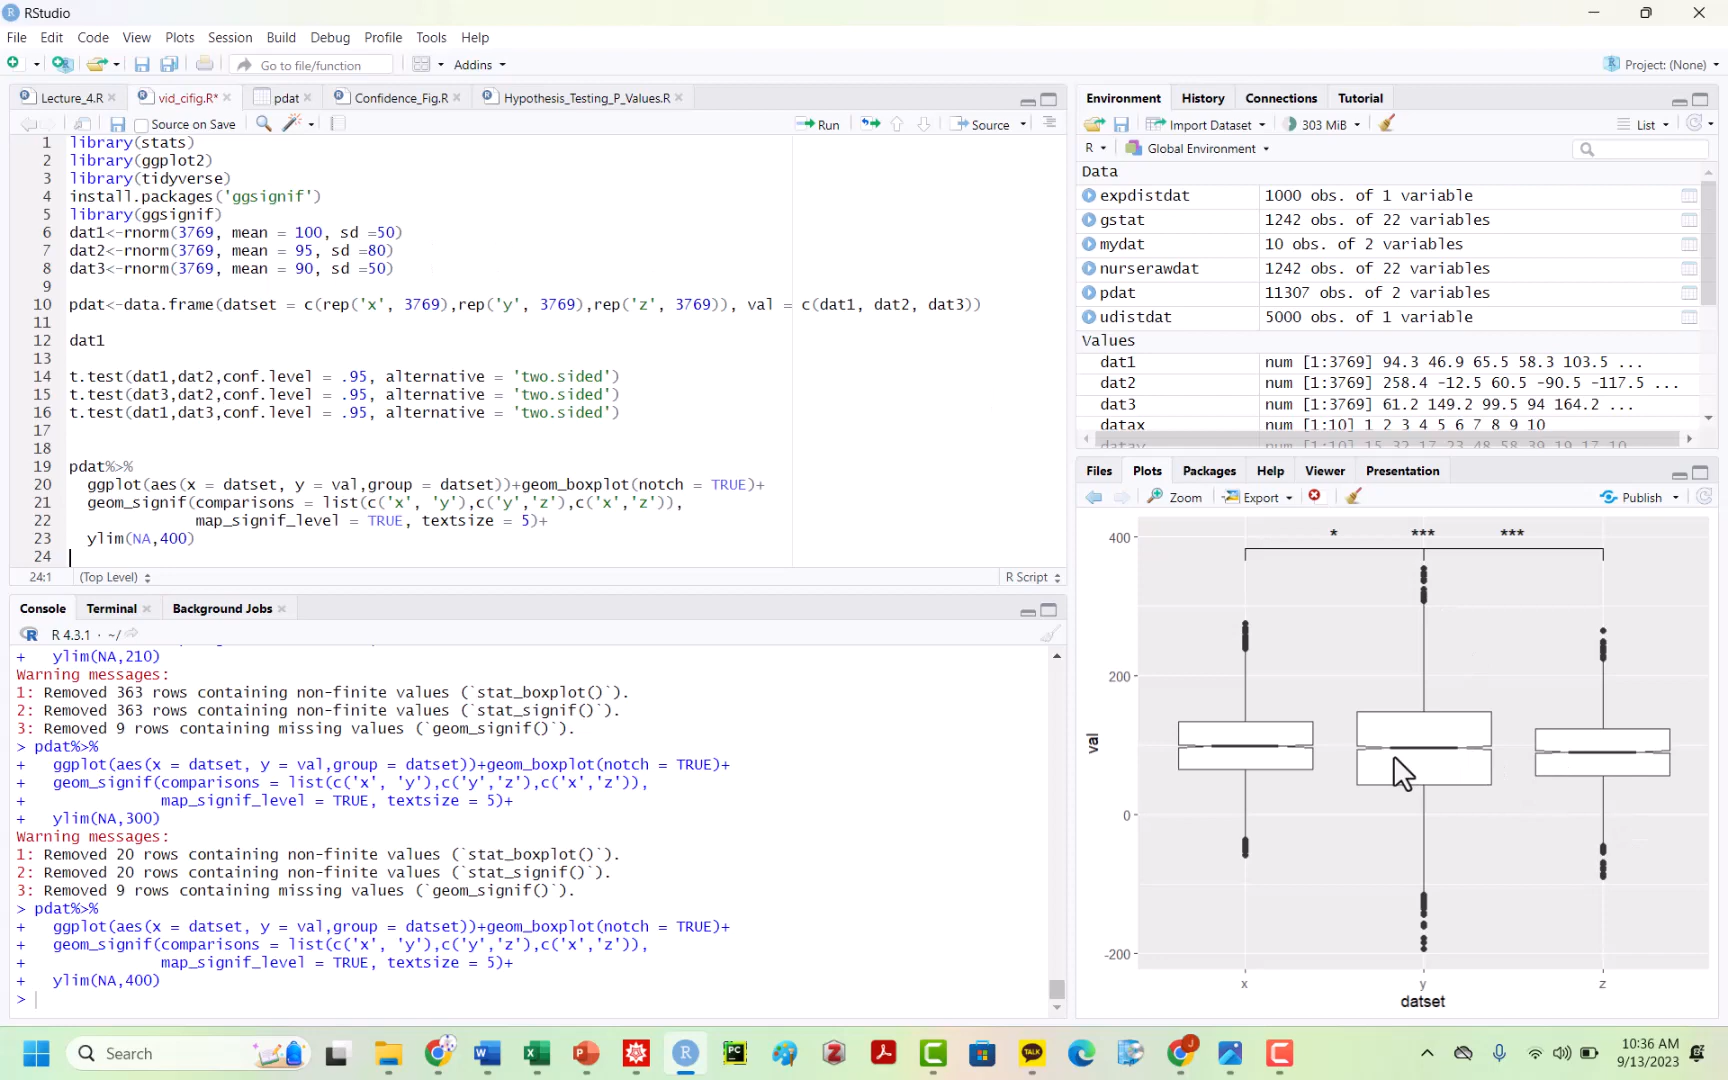 RStudio
File Edit Code View Plots Session Build Debug Profile Tools Help
Go to file/function Addins Project: (None)
Lecture_4.R vid_cifig.R* pdat Confidence_Fig.R Hypothesis_Testing_P_Values.R
Source on Save Run Source
1 library(stats)
2 library(ggplot2)
3 library(tidyverse)
4 install.packages('ggsignif')
5 library(ggsignif)
6 dat1<-rnorm(3769, mean = 100, sd =50)
7 dat2<-rnorm(3769, mean = 95, sd =80)
8 dat3<-rnorm(3769, mean = 90, sd =50)
9
10 pdat<-data.frame(datset = c(rep('x', 3769),rep('y', 3769),rep('z', 3769)), val = c(dat1, dat2, dat3))
11
12 dat1
13
14 t.test(dat1,dat2,conf.level = .95, alternative = 'two.sided')
15 t.test(dat3,dat2,conf.level = .95, alternative = 'two.sided')
16 t.test(dat1,dat3,conf.level = .95, alternative = 'two.sided')
17
18
19 pdat%>%
20 ggplot(aes(x = datset, y = val,group = datset))+geom_boxplot(notch = TRUE)+
21 geom_signif(comparisons = list(c('x', 'y'),c('y','z'),c('x','z')),
22 map_signif_level = TRUE, textsize = 5)+
23 ylim(NA,400)
24
24:1 (Top Level) R Script
Console Terminal Background Jobs
R 4.3.1 · ~/
+ ylim(NA,210)
Warning messages:
1: Removed 363 rows containing non-finite values (`stat_boxplot()`).
2: Removed 363 rows containing non-finite values (`stat_signif()`).
3: Removed 9 rows containing missing values (`geom_signif()`).
> pdat%>%
+ ggplot(aes(x = datset, y = val,group = datset))+geom_boxplot(notch = TRUE)+
+ geom_signif(comparisons = list(c('x', 'y'),c('y','z'),c('x','z')),
+ map_signif_level = TRUE, textsize = 5)+
+ ylim(NA,300)
Warning messages:
1: Removed 20 rows containing non-finite values (`stat_boxplot()`).
2: Removed 20 rows containing non-finite values (`stat_signif()`).
3: Removed 9 rows containing missing values (`geom_signif()`).
> pdat%>%
+ ggplot(aes(x = datset, y = val,group = datset))+geom_boxplot(notch = TRUE)+
+ geom_signif(comparisons = list(c('x', 'y'),c('y','z'),c('x','z')),
+ map_signif_level = TRUE, textsize = 5)+
+ ylim(NA,400)
>
Environment History Connections Tutorial
Import Dataset 303 MiB List
R Global Environment
Data
expdistdat 1000 obs. of 1 variable
gstat 1242 obs. of 22 variables
mydat 10 obs. of 2 variables
nurserawdat 1242 obs. of 22 variables
pdat 11307 obs. of 2 variables
udistdat 5000 obs. of 1 variable
Values
dat1 num [1:3769] 94.3 46.9 65.5 58.3 103.5 ...
dat2 num [1:3769] 258.4 -12.5 60.5 -90.5 -117.5 ...
dat3 num [1:3769] 61.2 149.2 99.5 94 164.2 ...
datax num [1:10] 1 2 3 4 5 6 7 8 9 10
Files Plots Packages Help Viewer Presentation
Zoom Export Publish
* *** ***
400
200
0
-200
val
x y z
datset
Search
TALK
10:36 AM
9/13/2023